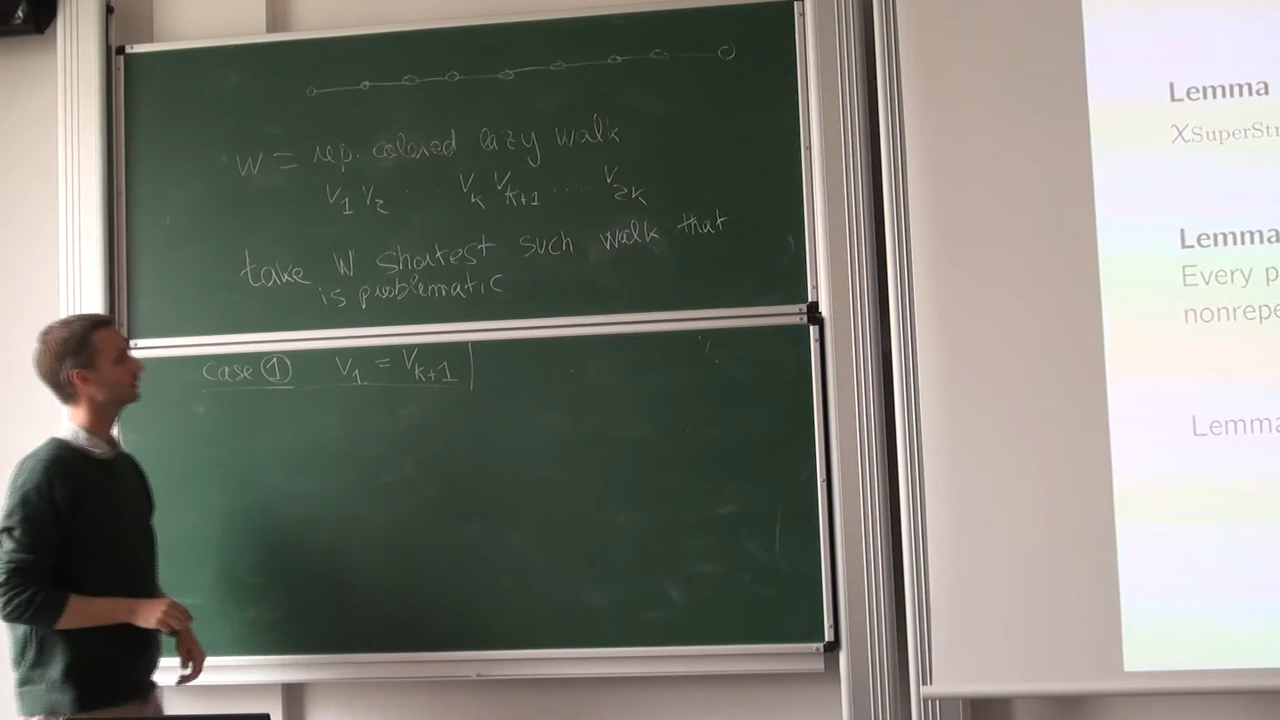 W = rep. colored lazy walk
V1 V2 .... Vk Vk+1 .... V2k
take W shortest such walk that
is problematic
case ① V1 = Vk+1
Lemma
χSuperStr
Lemma
Every p
nonrepe
Lemma